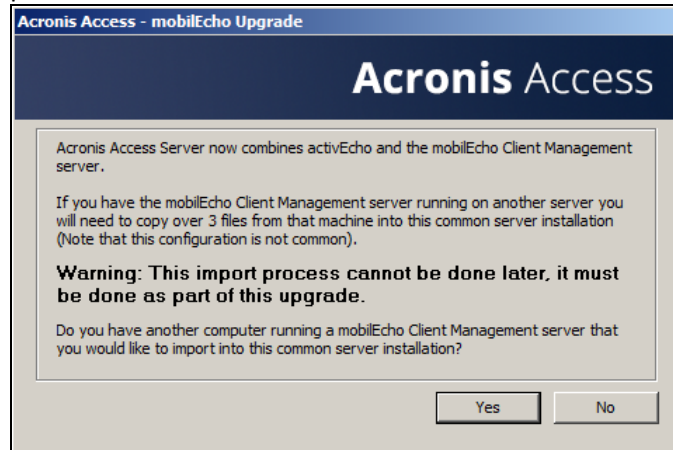 Acronis Access - mobilEcho Upgrade
Acronis Access
Acronis Access Server now combines activEcho and the mobilEcho Client Management
server.
If you have the mobilEcho Client Management server running on another server you
will need to copy over 3 files from that machine into this common server installation
(Note that this configuration is not common).
Warning: This import process cannot be done later, it must
be done as part of this upgrade.
Do you have another computer running a mobilEcho Client Management server that
you would like to import into this common server installation?
Yes
No